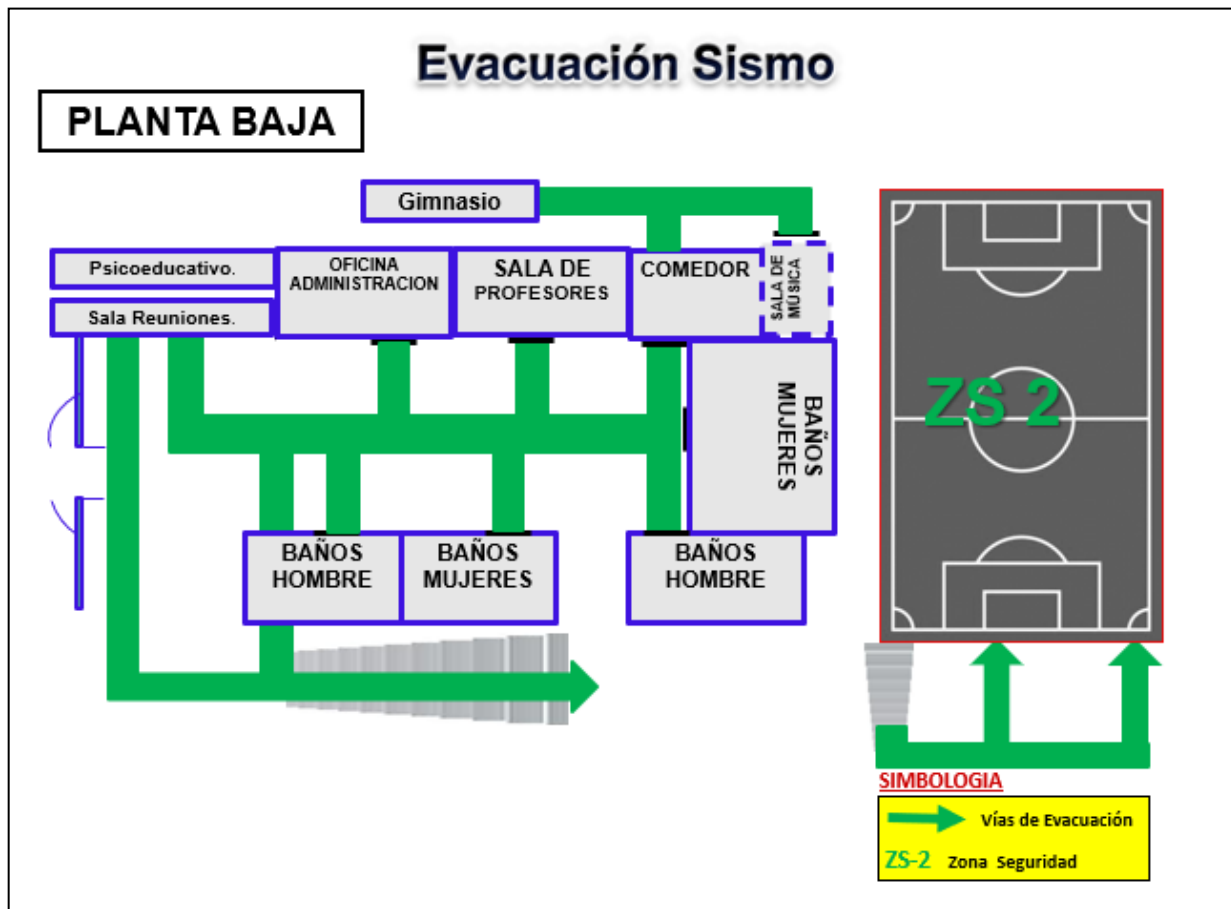 Evacuación Sismo
PLANTA BAJA
Gimnasio
Psicoeducativo.
Sala Reuniones.
OFICINA
ADMINISTRACION
SALA DE
PROFESORES
COMEDOR
SALA DE
MÚSICA
BAÑOS
MUJERES
BAÑOS
HOMBRE
BAÑOS
MUJERES
BAÑOS
HOMBRE
ZS 2
SIMBOLOGIA
Vías de Evacuación
ZS-2 Zona Seguridad